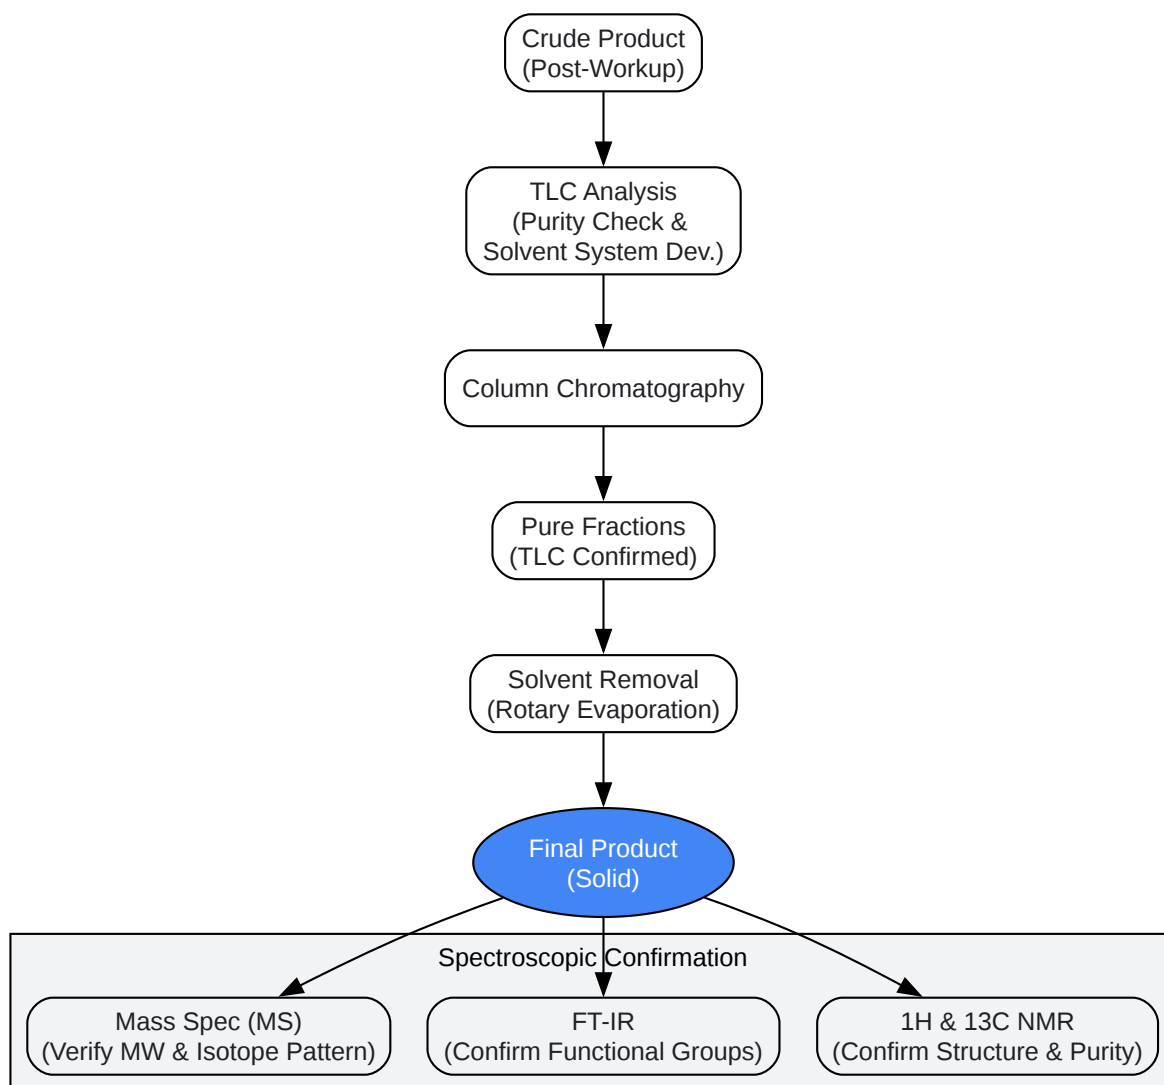 Crude Product
(Post-Workup)
TLC Analysis
(Purity Check &
Solvent System Dev.)
Column Chromatography
Pure Fractions
(TLC Confirmed)
Solvent Removal
(Rotary Evaporation)
Final Product
(Solid)
Spectroscopic Confirmation
Mass Spec (MS)
(Verify MW & Isotope Pattern)
FT-IR
(Confirm Functional Groups)
1H & 13C NMR
(Confirm Structure & Purity)